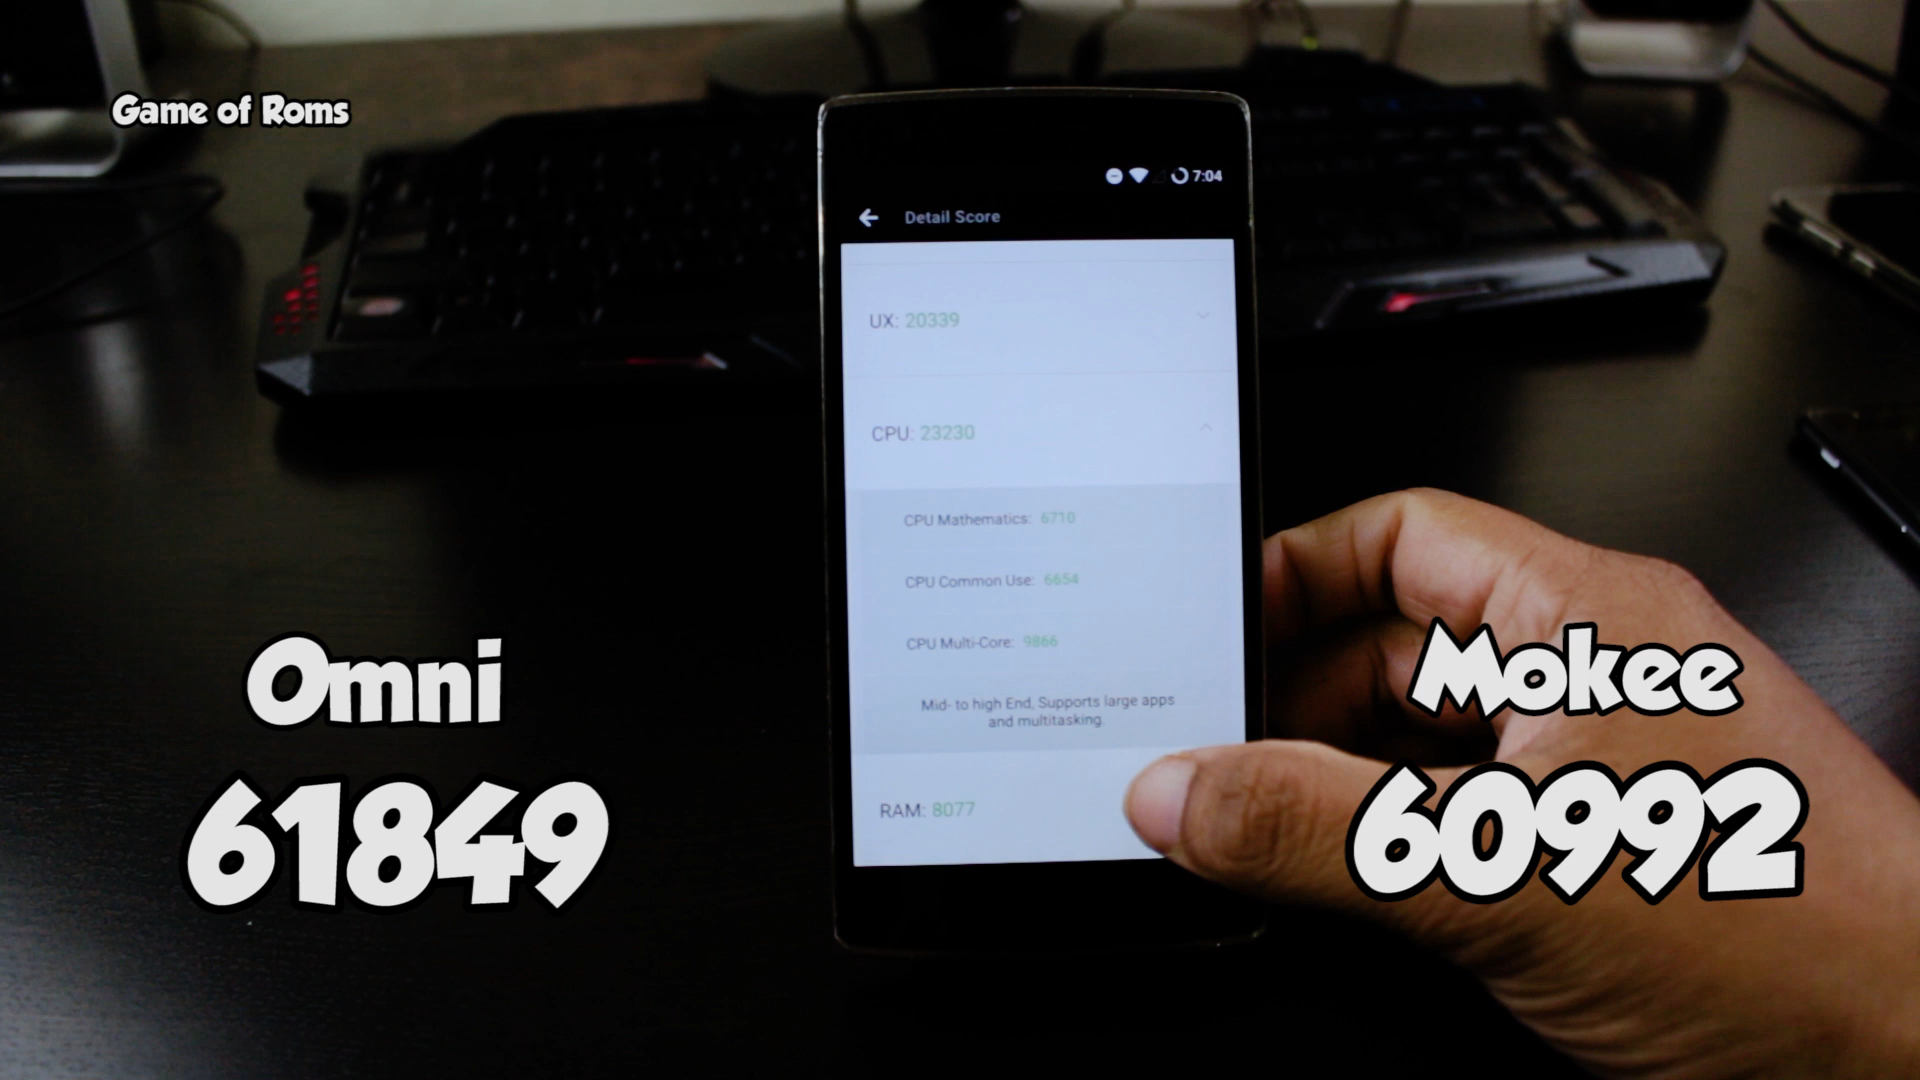 Game of Roms
7:04
Detail Score
UX: 20339
CPU: 23230
CPU Mathematics: 6710
CPU Common Use: 6654
CPU Multi-Core: 9866
Mid- to high End, Supports large apps
and multitasking.
RAM: 8077
Omni
61849
Mokee
60992